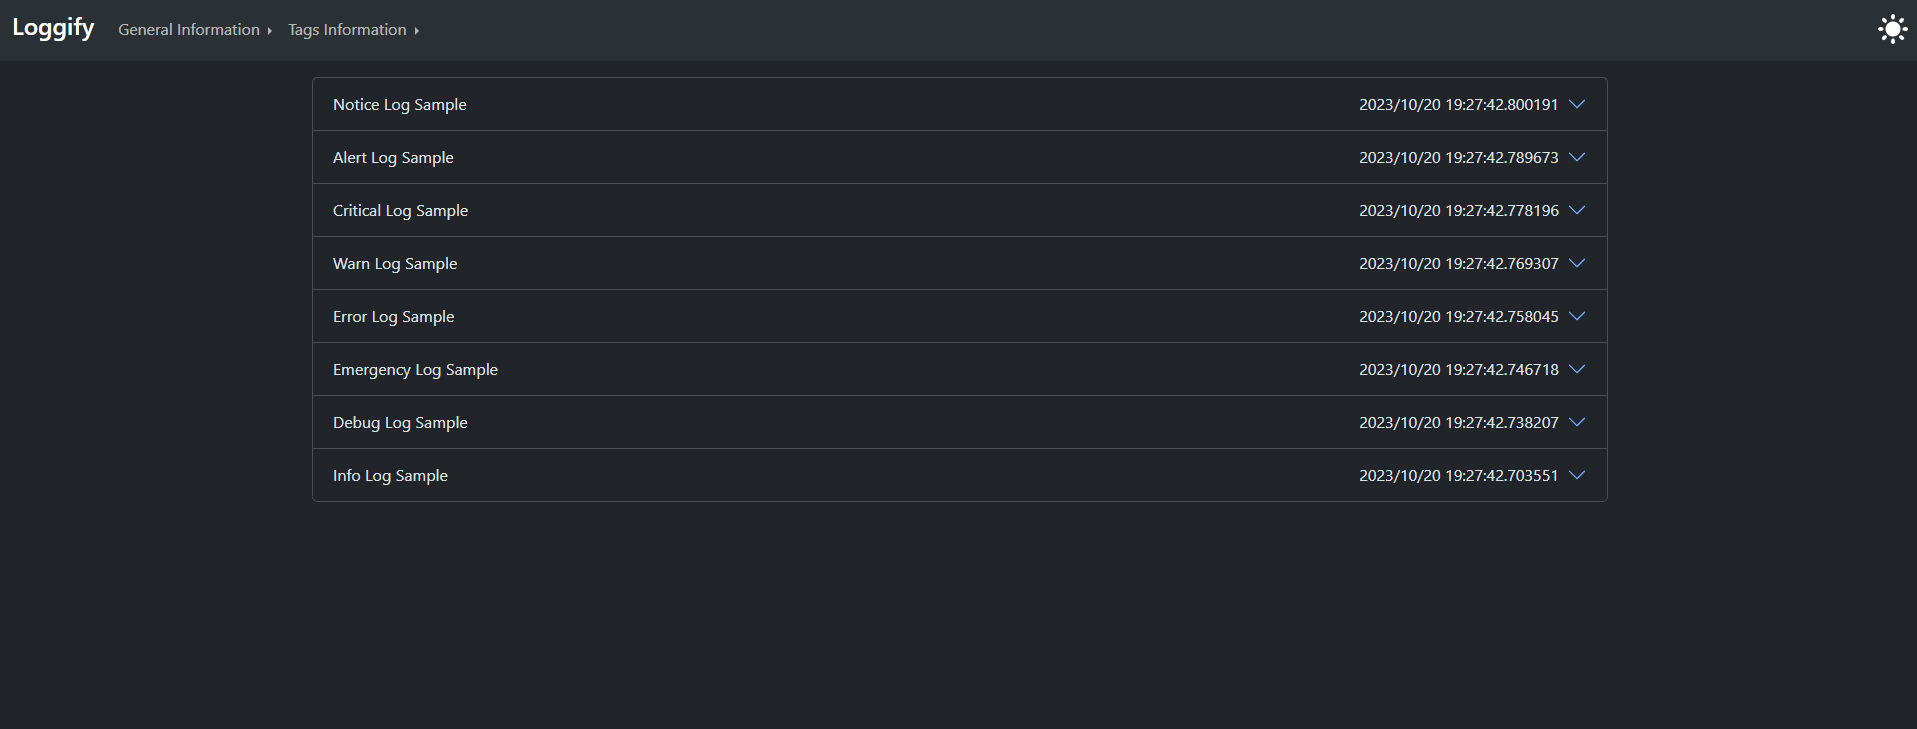 Loggify General Information Tags Information
Notice Log Sample 2023/10/20 19:27:42.800191
Alert Log Sample 2023/10/20 19:27:42.789673
Critical Log Sample 2023/10/20 19:27:42.778196
Warn Log Sample 2023/10/20 19:27:42.769307
Error Log Sample 2023/10/20 19:27:42.758045
Emergency Log Sample 2023/10/20 19:27:42.746718
Debug Log Sample 2023/10/20 19:27:42.738207
Info Log Sample 2023/10/20 19:27:42.703551